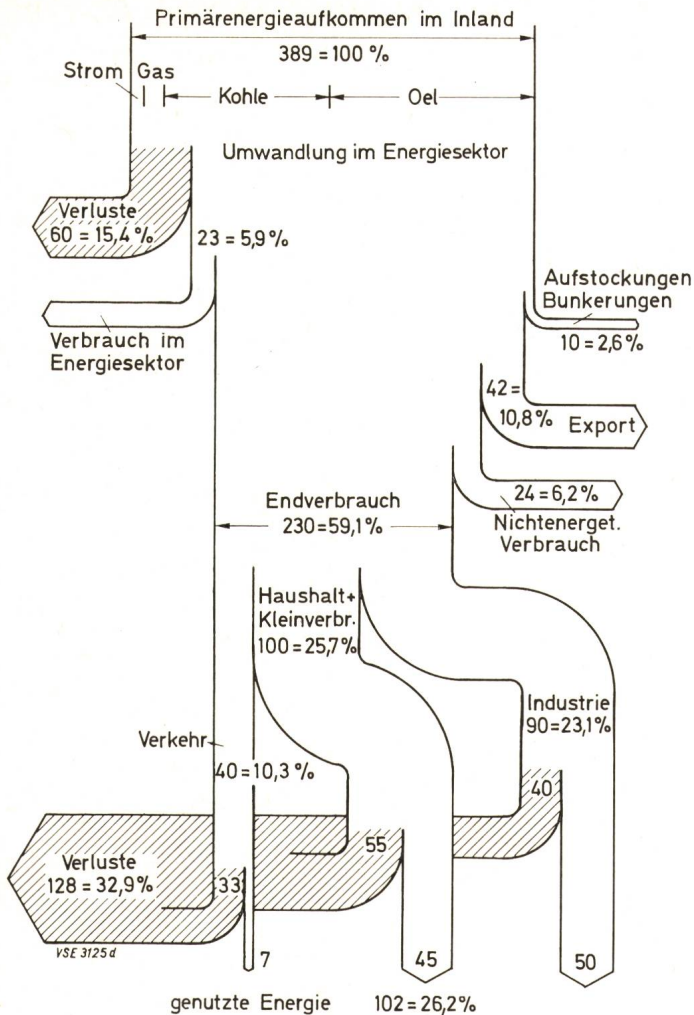 Primärenergieaufkommen im Inland
389 = 100 %
Strom Gas
Kohle
Oel
Umwandlung im Energiesektor
Verluste
60 = 15,4 %
23 = 5,9 %
Verbrauch im
Energiesektor
Aufstockungen
Bunkerungen
10 = 2,6 %
42 =
10,8 %
Export
24 = 6,2 %
Nichtenerget.
Verbrauch
Endverbrauch
230 = 59,1 %
Haushalt +
Kleinverbr.
100 = 25,7 %
Industrie
90 = 23,1 %
Verkehr
40 = 10,3 %
40
55
Verluste
128 = 32,9 %
33
VSE 3125 d
7
45
50
genutzte Energie
102 = 26,2 %